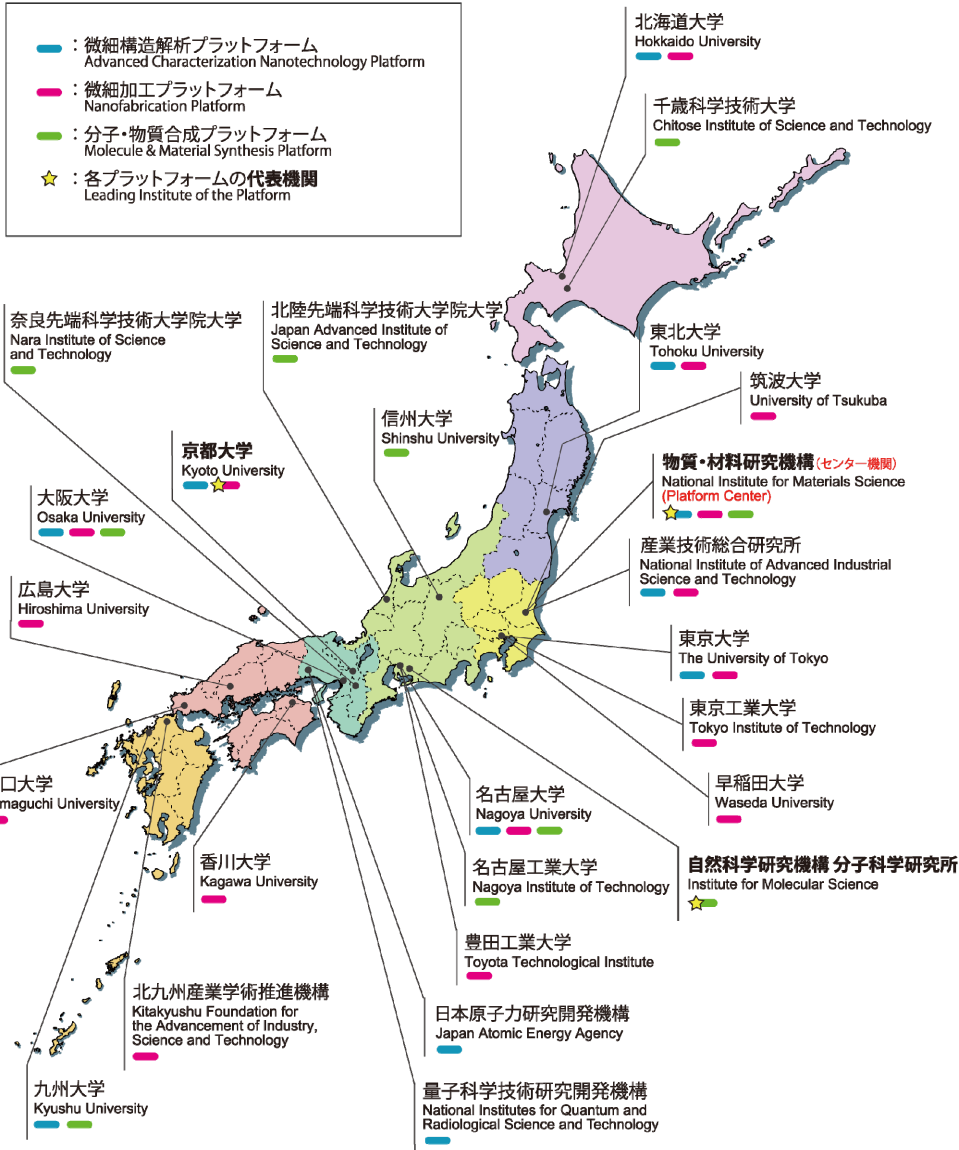 ：微細構造解析プラットフォーム
Advanced Characterization Nanotechnology Platform
：微細加工プラットフォーム
Nanofabrication Platform
：分子・物質合成プラットフォーム
Molecule & Material Synthesis Platform
：各プラットフォームの代表機関
Leading Institute of the Platform
北海道大学
Hokkaido University
千歳科学技術大学
Chitose Institute of Science and Technology
奈良先端科学技術大学院大学
Nara Institute of Science
and Technology
北陸先端科学技術大学院大学
Japan Advanced Institute of
Science and Technology
東北大学
Tohoku University
筑波大学
University of Tsukuba
信州大学
Shinshu University
京都大学
Kyoto University
物質・材料研究機構(センター機関)
National Institute for Materials Science
(Platform Center)
大阪大学
Osaka University
産業技術総合研究所
National Institute of Advanced Industrial
Science and Technology
広島大学
Hiroshima University
東京大学
The University of Tokyo
東京工業大学
Tokyo Institute of Technology
口大学
maguchi University
早稲田大学
Waseda University
名古屋大学
Nagoya University
香川大学
Kagawa University
名古屋工業大学
Nagoya Institute of Technology
自然科学研究機構 分子科学研究所
Institute for Molecular Science
豊田工業大学
Toyota Technological Institute
北九州産業学術推進機構
Kitakyushu Foundation for
the Advancement of Industry,
Science and Technology
日本原子力研究開発機構
Japan Atomic Energy Agency
九州大学
Kyushu University
量子科学技術研究開発機構
National Institutes for Quantum and
Radiological Science and Technology